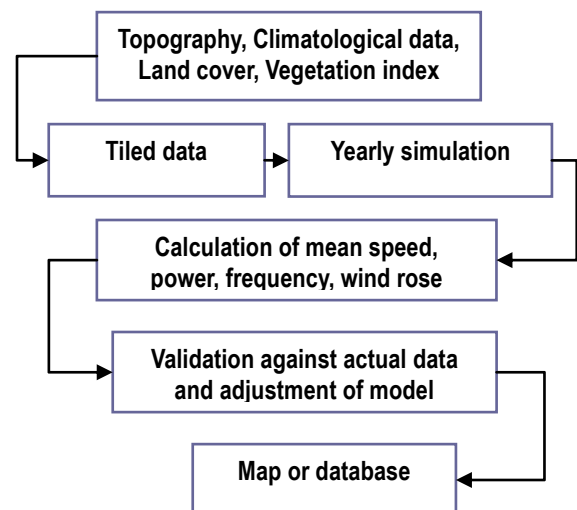 Topography, Climatological data,
Land cover, Vegetation index
Tiled data
Yearly simulation
Calculation of mean speed,
power, frequency, wind rose
Validation against actual data
and adjustment of model
Map or database